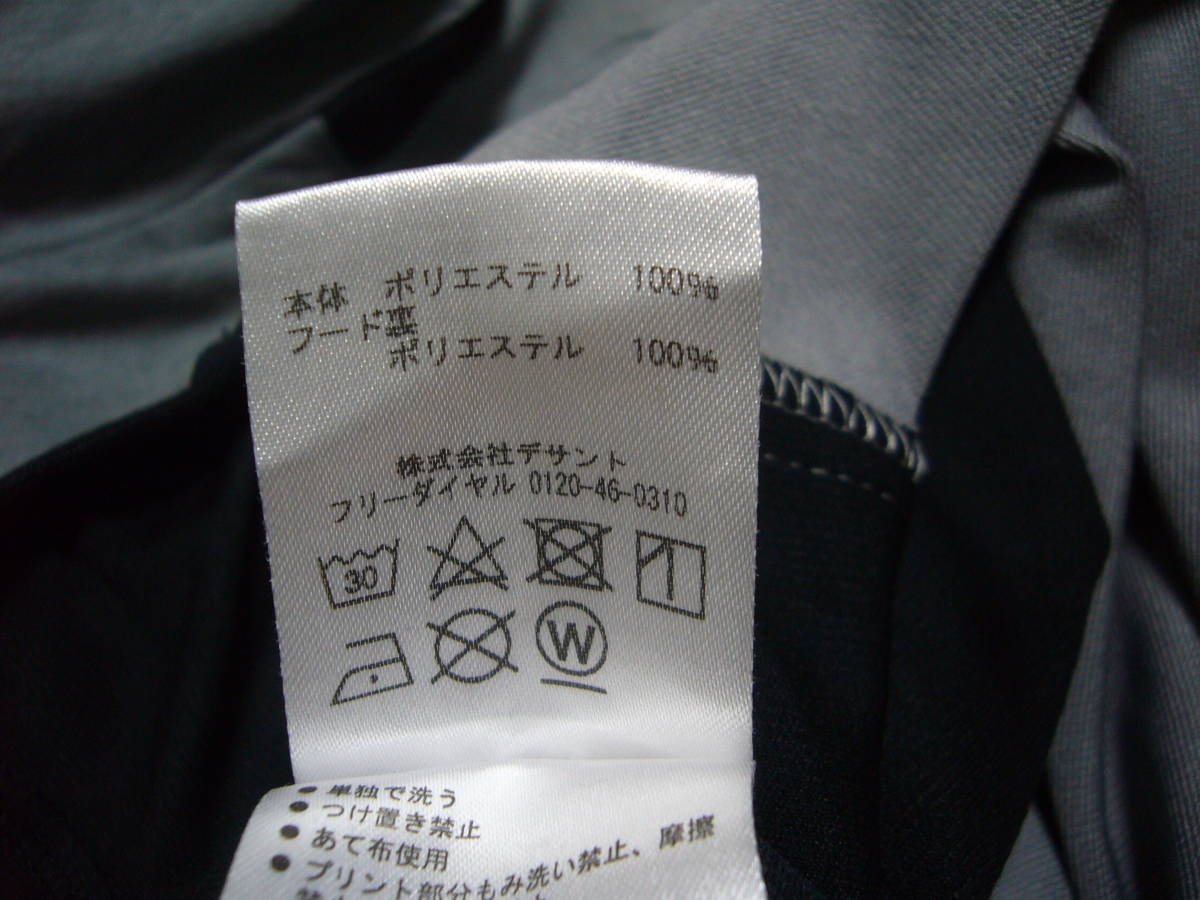 本体 ポリエステル 100%
フード裏
ポリエステル 100%
株式会社デサント
フリーダイヤル 0120-46-0310
30
W
● 単独で洗う
● つけ置き禁止
● あて布使用
● プリント部分もみ洗い禁止、摩擦